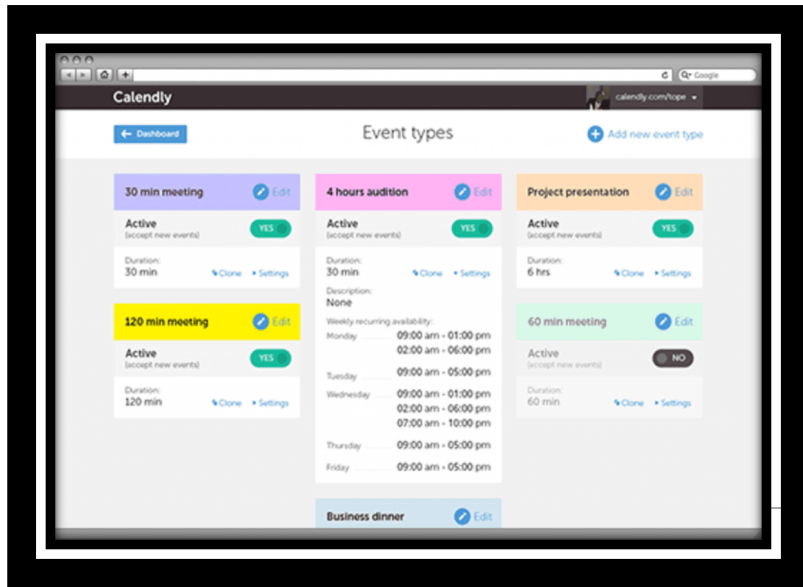 Google
Calendly
calendly.com/tope
Dashboard
Event types
Add new event type
30 min meeting Edit
Active YES
(accept new events)
Duration:
30 min Clone Settings
120 min meeting Edit
Active YES
(accept new events)
Duration:
120 min Clone Settings
4 hours audition Edit
Active YES
(accept new events)
Duration:
30 min Clone Settings
Description:
None
Weekly recurring availability:
Monday 09:00 am - 01:00 pm
02:00 am - 06:00 pm
Tuesday 09:00 am - 05:00 pm
Wednesday 09:00 am - 01:00 pm
02:00 am - 06:00 pm
07:00 am - 10:00 pm
Thursday 09:00 am - 05:00 pm
Friday 09:00 am - 05:00 pm
Business dinner Edit
Project presentation Edit
Active YES
(accept new events)
Duration:
6 hrs Clone Settings
60 min meeting Edit
Active NO
(accept new events)
Duration:
60 min Clone Settings